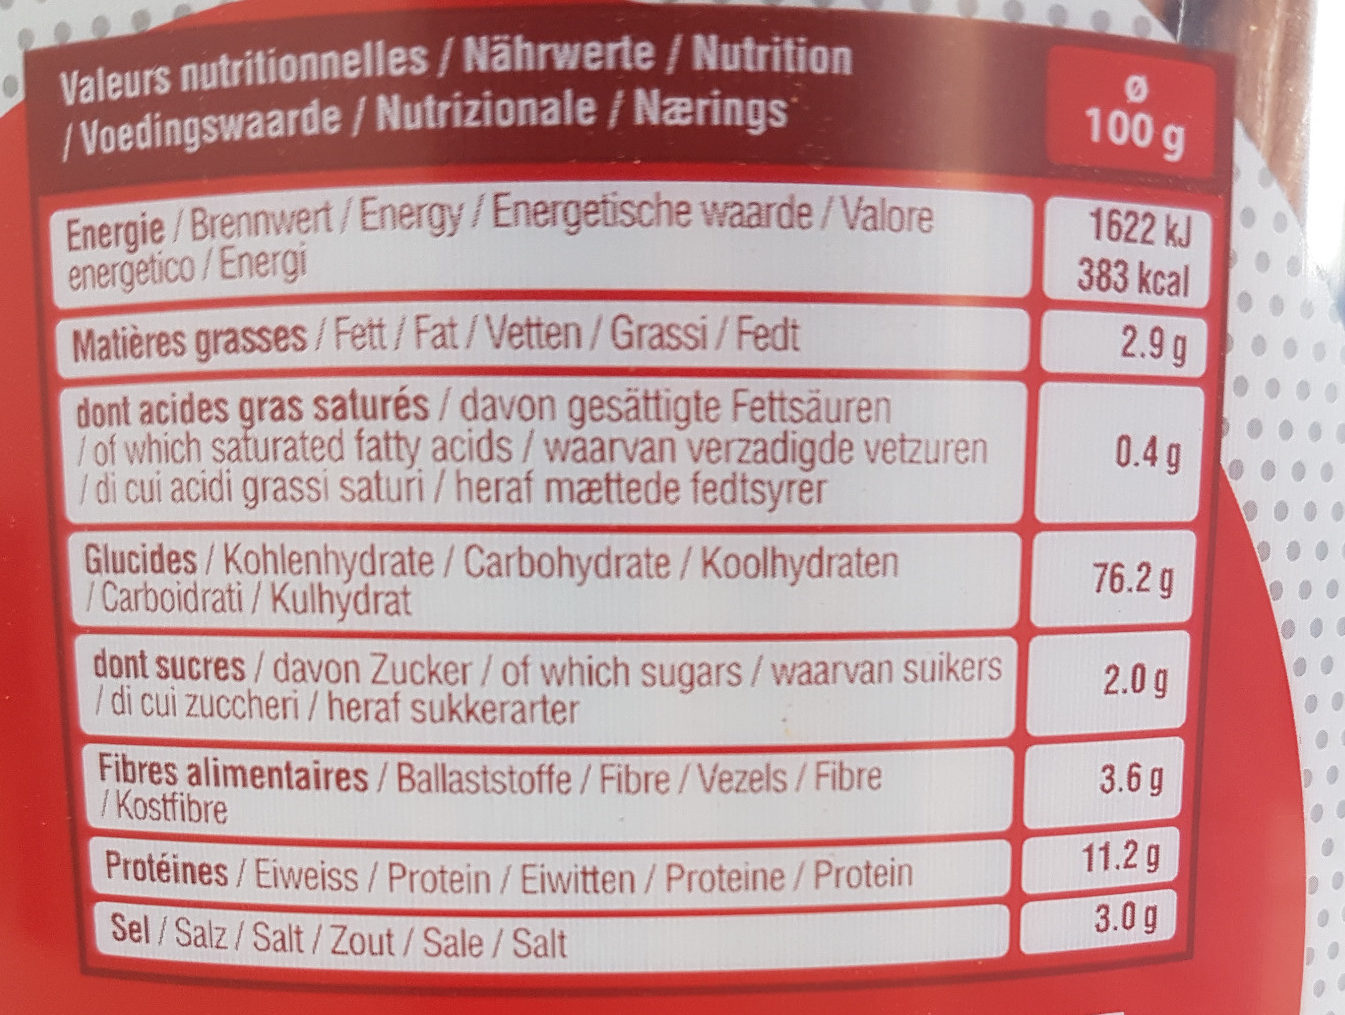 Valeurs nutritionnelles / Nährwerte / Nutrition
/ Voedingswaarde / Nutrizionale / Nærings
Ø
100 g
Energie / Brennwert / Energy / Energetische waarde / Valore
energetico / Energi
1622 kJ
383 kcal
Matières grasses / Fett / Fat / Vetten / Grassi / Fedt
2.9 g
dont acides gras saturés / davon gesättigte Fettsäuren
/ of which saturated fatty acids / waarvan verzadigde vetzuren
/ di cui acidi grassi saturi / heraf mættede fedtsyrer
0.4 g
Glucides / Kohlenhydrate / Carbohydrate / Koolhydraten
/ Carboidrati / Kulhydrat
76.2 g
dont sucres / davon Zucker / of which sugars / waarvan suikers
/ di cui zuccheri / heraf sukkerarter
2.0 g
Fibres alimentaires / Ballaststoffe / Fibre / Vezels / Fibre
/ Kostfibre
3.6 g
Protéines / Eiweiss / Protein / Eiwitten / Proteine / Protein
11.2 g
Sel / Salz / Salt / Zout / Sale / Salt
3.0 g